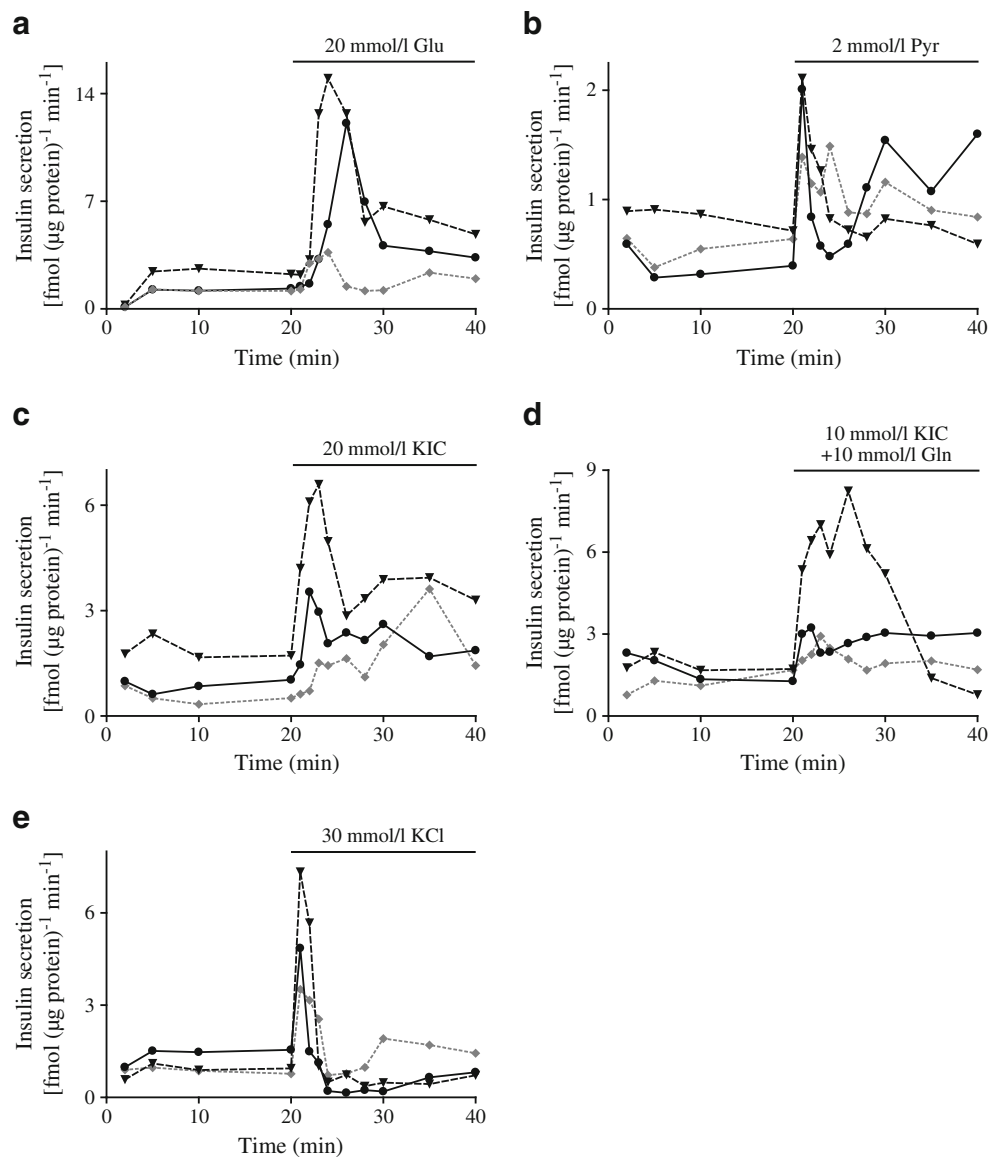 a
20 mmol/l Glu
Insulin secretion
[fmol (µg protein)⁻¹ min⁻¹]
14
7
0
0 10 20 30 40
Time (min)
b
2 mmol/l Pyr
Insulin secretion
[fmol (µg protein)⁻¹ min⁻¹]
2
1
0
0 10 20 30 40
Time (min)
c
20 mmol/l KIC
Insulin secretion
[fmol (µg protein)⁻¹ min⁻¹]
6
3
0
0 10 20 30 40
Time (min)
d
10 mmol/l KIC
+10 mmol/l Gln
Insulin secretion
[fmol (µg protein)⁻¹ min⁻¹]
9
6
3
0
0 10 20 30 40
Time (min)
e
30 mmol/l KCl
Insulin secretion
[fmol (µg protein)⁻¹ min⁻¹]
6
3
0
0 10 20 30 40
Time (min)